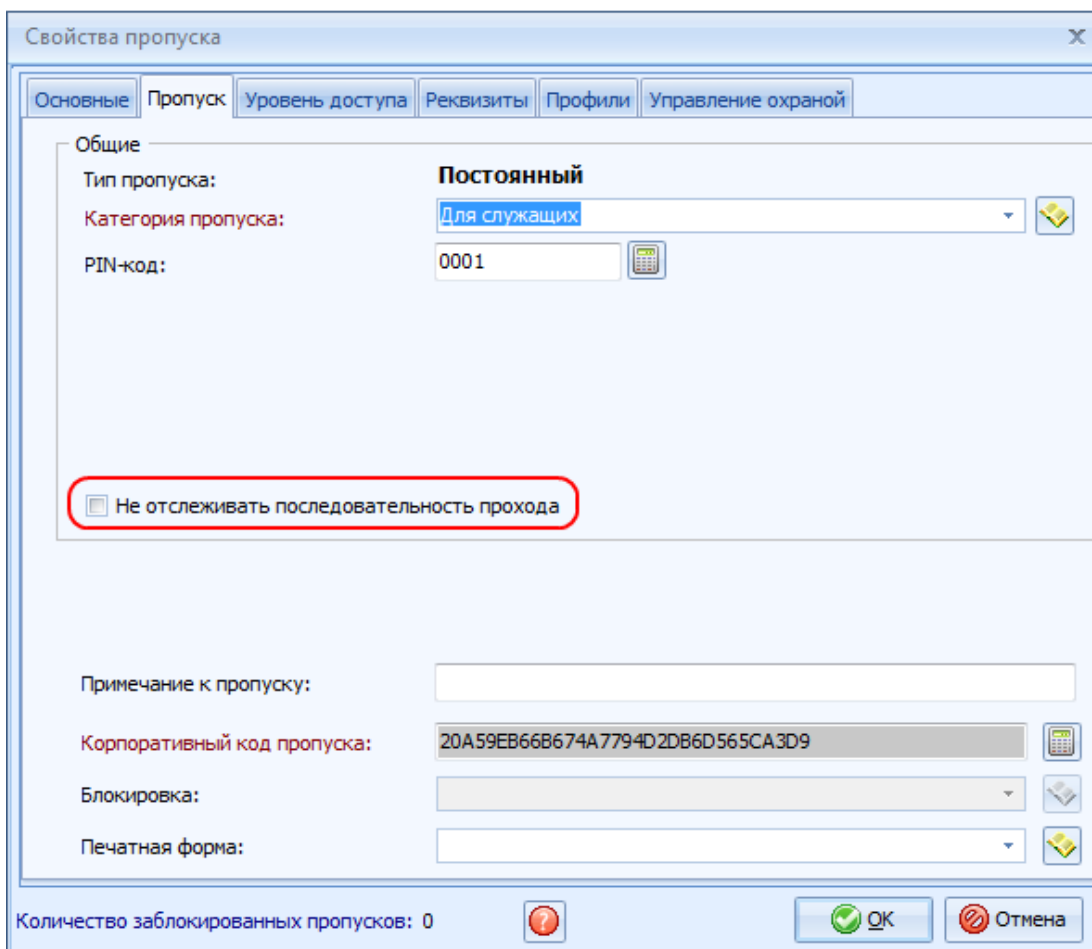 Свойства пропуска
Основные Пропуск Уровень доступа Реквизиты Профили Управление охраной
Общие
Тип пропуска: Постоянный
Категория пропуска: Для служащих
PIN-код: 0001
Не отслеживать последовательность прохода
Примечание к пропуску:
Корпоративный код пропуска: 20A59EB66B674A7794D2DB6D565CA3D9
Блокировка:
Печатная форма:
Количество заблокированных пропусков: 0 OK Отмена